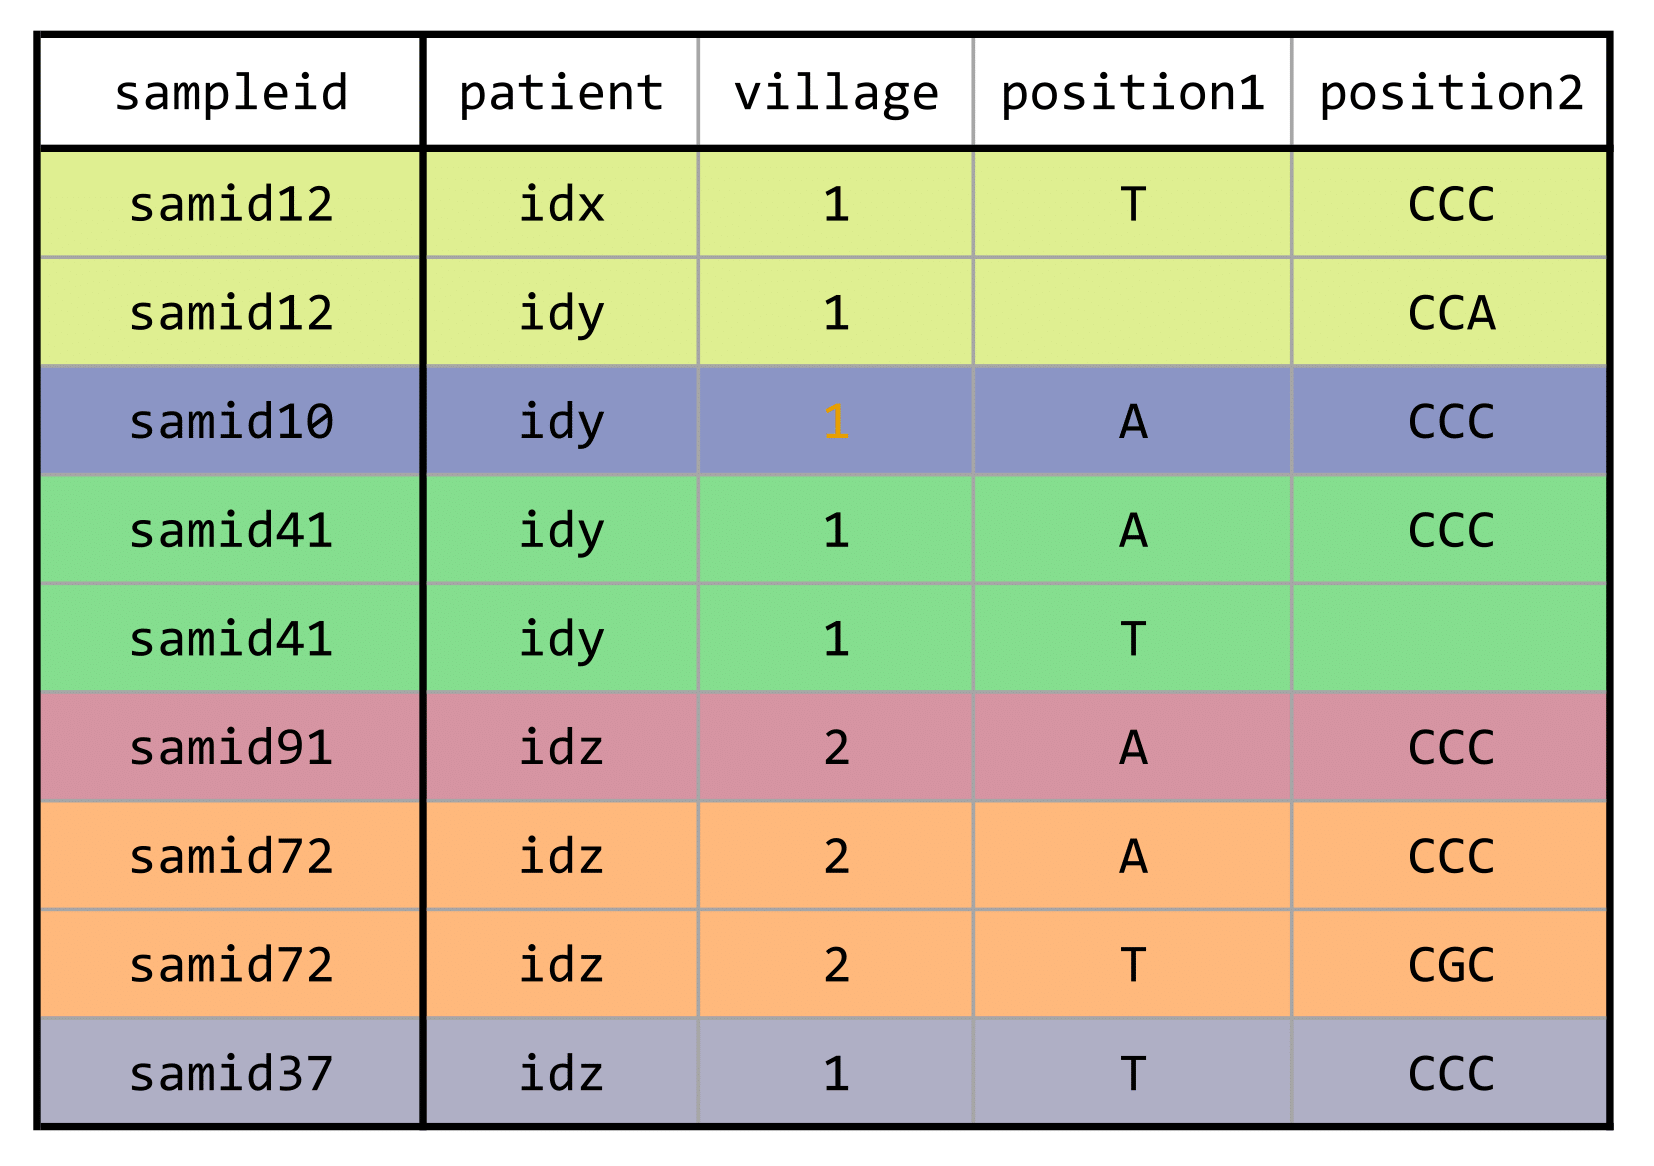 sampleid patient village position1 position2
samid12 idx 1 T CCC
samid12 idy 1 CCA
samid10 idy 1 A CCC
samid41 idy 1 A CCC
samid41 idy 1 T
samid91 idz 2 A CCC
samid72 idz 2 A CCC
samid72 idz 2 T CGC
samid37 idz 1 T CCC